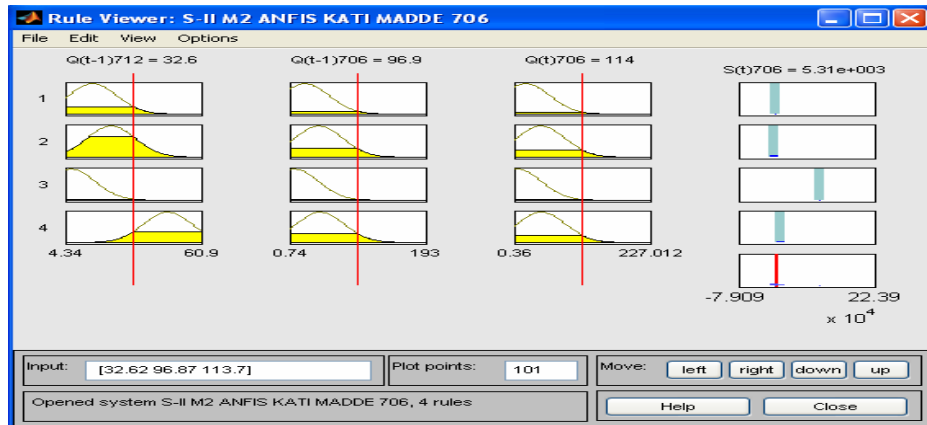 Rule Viewer: S-II M2 ANFIS KATI MADDE 706
File Edit View Options
Q(t-1)712 = 32.6 Q(t-1)706 = 96.9 Q(t)706 = 114 S(t)706 = 5.31e+003
1
2
3
4
4.34 60.9 0.74 193 0.36 227.012
-7.909 22.39
x 10^4
Input: [32.62 96.87 113.7] Plot points: 101 Move: left right down up
Opened system S-II M2 ANFIS KATI MADDE 706, 4 rules Help Close